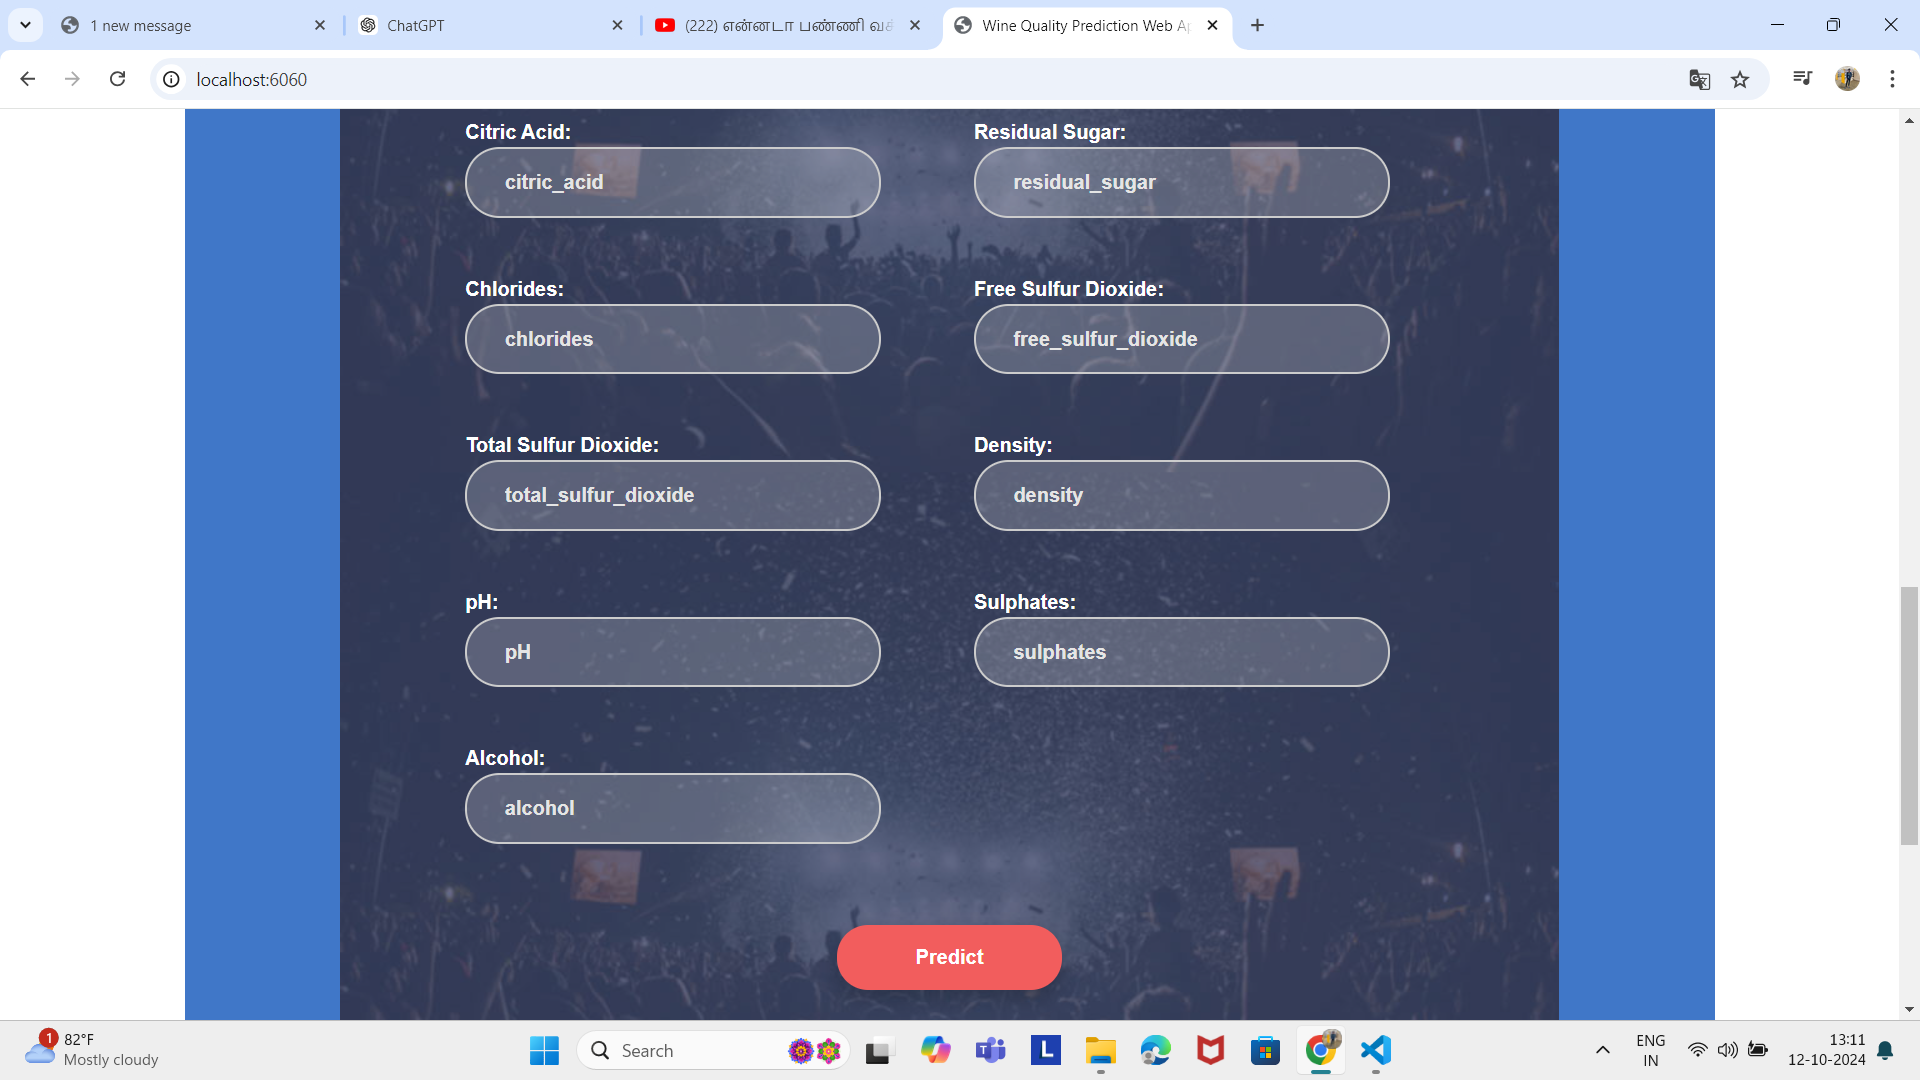 1 new message
ChatGPT
(222) என்னடா பண்ணி வச்
Wine Quality Prediction Web Ap
localhost:6060
Citric Acid:
Residual Sugar:
citric_acid
residual_sugar
Chlorides:
Free Sulfur Dioxide:
chlorides
free_sulfur_dioxide
Total Sulfur Dioxide:
Density:
total_sulfur_dioxide
density
pH:
Sulphates:
pH
sulphates
Alcohol:
alcohol
Predict
1
82°F
Mostly cloudy
Search
L
ENG
IN
13:11
12-10-2024